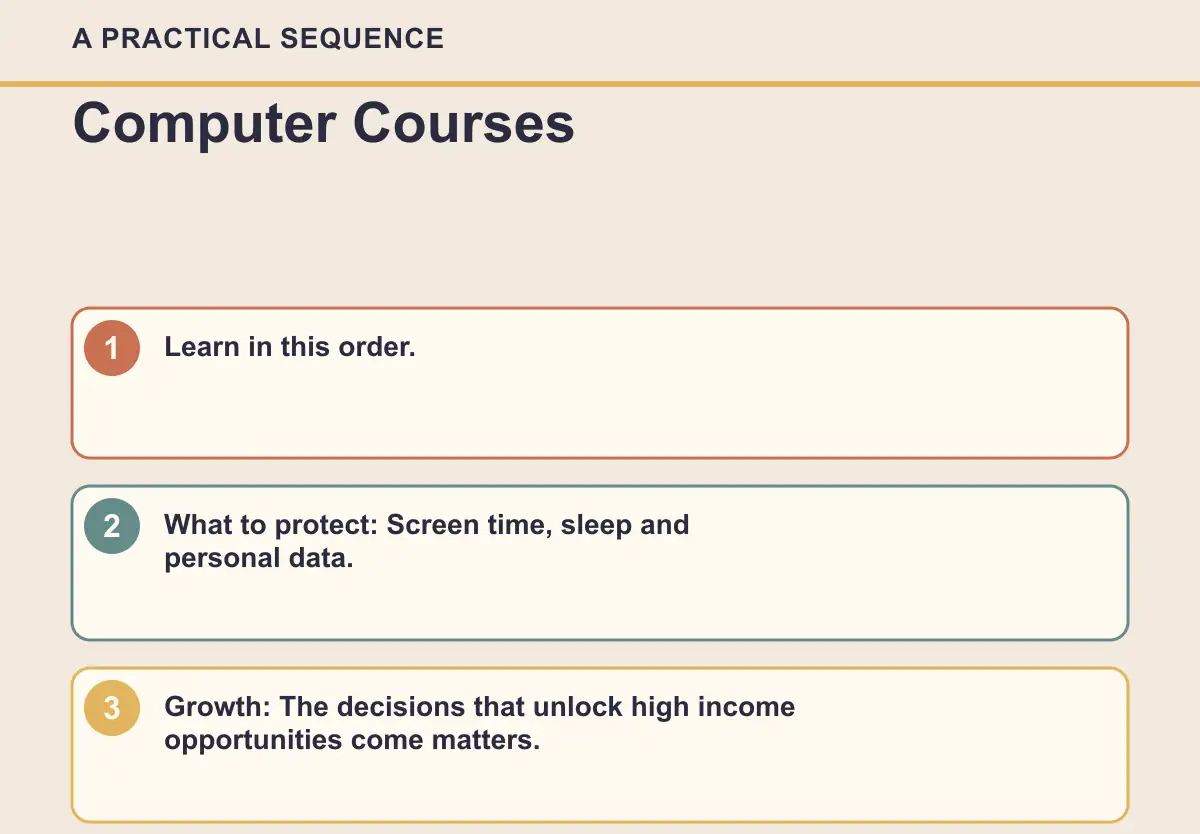 A PRACTICAL SEQUENCE
Computer Courses
1
Learn in this order.
2
What to protect: Screen time, sleep and
personal data.
3
Growth: The decisions that unlock high income
opportunities come matters.